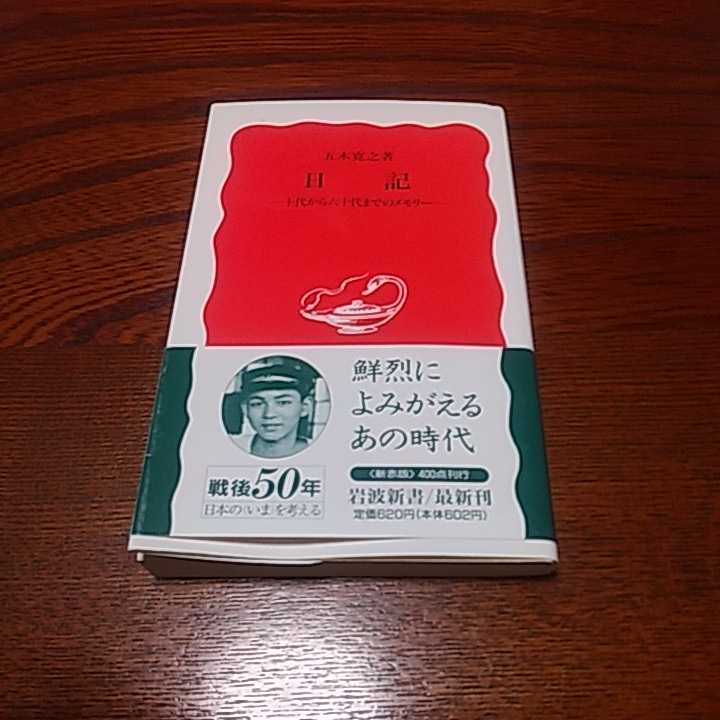 五木寛之著
日 記
―十代から六十代までのメモリー―
鮮烈に
よみがえる
あの時代
戦後50年
日本の〈いま〉を考える
〈新赤版〉400点刊行
岩波新書/最新刊
定価620円(本体602円)